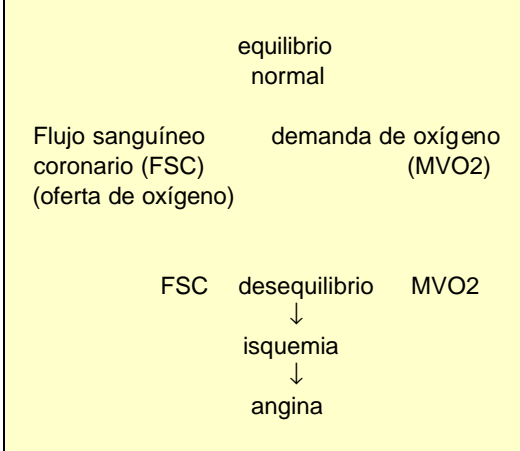 equilibrio
normal
Flujo sanguíneo demanda de oxígeno
coronario (FSC) (MVO2)
(oferta de oxígeno)
FSC desequilibrio MVO2
↓
isquemia
↓
angina